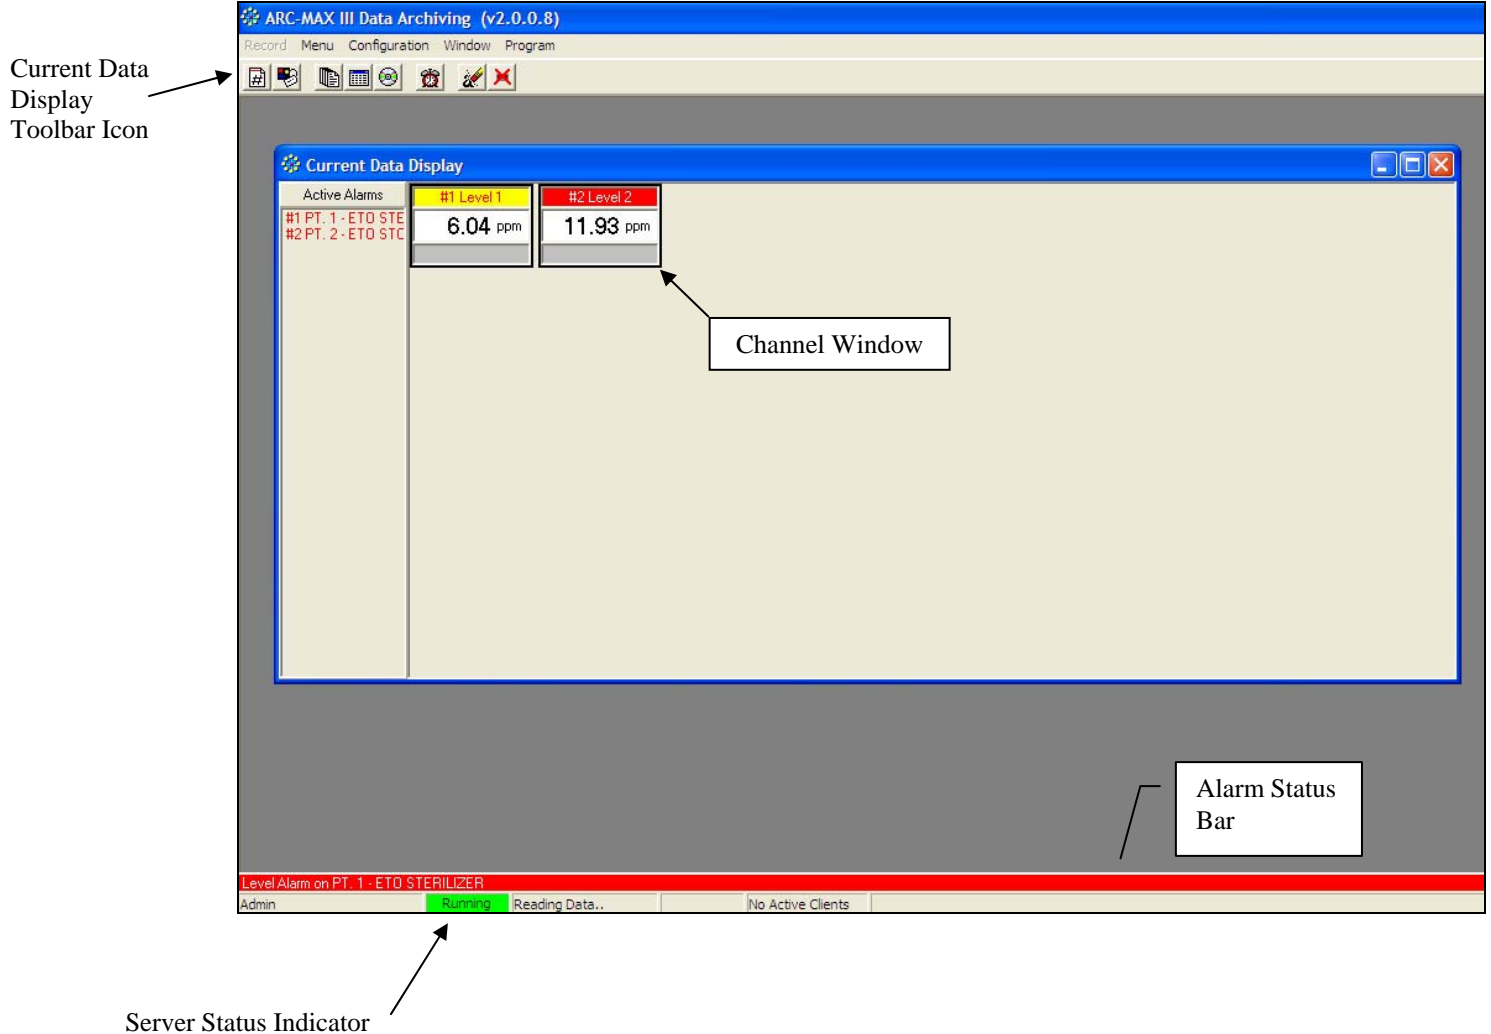 ARC-MAX III Data Archiving (v2.0.0.8)
Record Menu Configuration Window Program
Current Data
Display
Toolbar Icon
Current Data Display
Active Alarms
#1 PT. 1 - ETO STE
#2 PT. 2 - ETO STO
#1 Level 1
6.04 ppm
#2 Level 2
11.93 ppm
Channel Window
Alarm Status
Bar
Level Alarm on PT. 1 - ETO STERILIZER
Admin Running Reading Data.. No Active Clients
Server Status Indicator